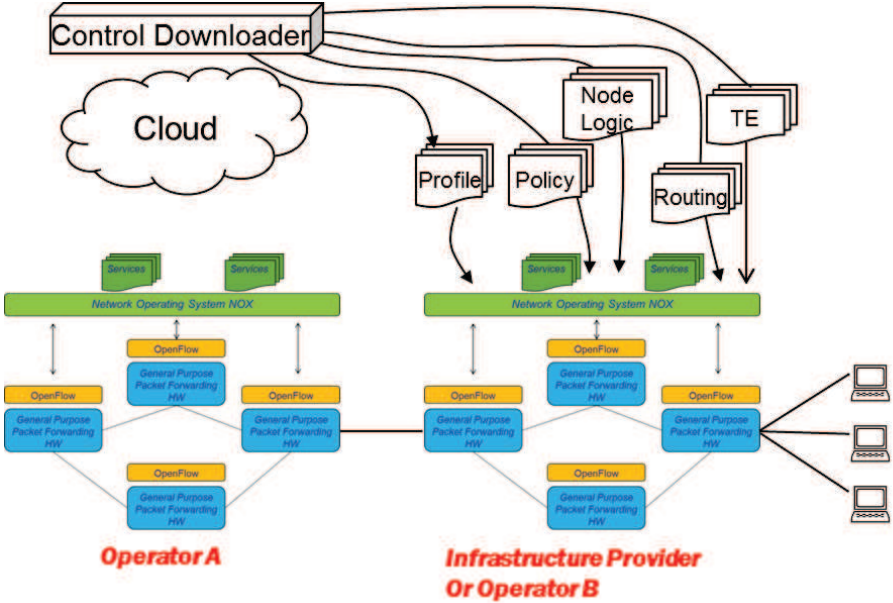 Control Downloader
Cloud
Node
Logic
TE
Profile
Policy
Routing
Services
Services
Services
Services
Network Operating System NOX
Network Operating System NOX
OpenFlow
General Purpose
Packet Forwarding
HW
OpenFlow
General Purpose
Packet Forwarding
HW
OpenFlow
General Purpose
Packet Forwarding
HW
OpenFlow
General Purpose
Packet Forwarding
HW
OpenFlow
General Purpose
Packet Forwarding
HW
OpenFlow
General Purpose
Packet Forwarding
HW
OpenFlow
General Purpose
Packet Forwarding
HW
OpenFlow
General Purpose
Packet Forwarding
HW
Operator A
Infrastructure Provider
Or Operator B